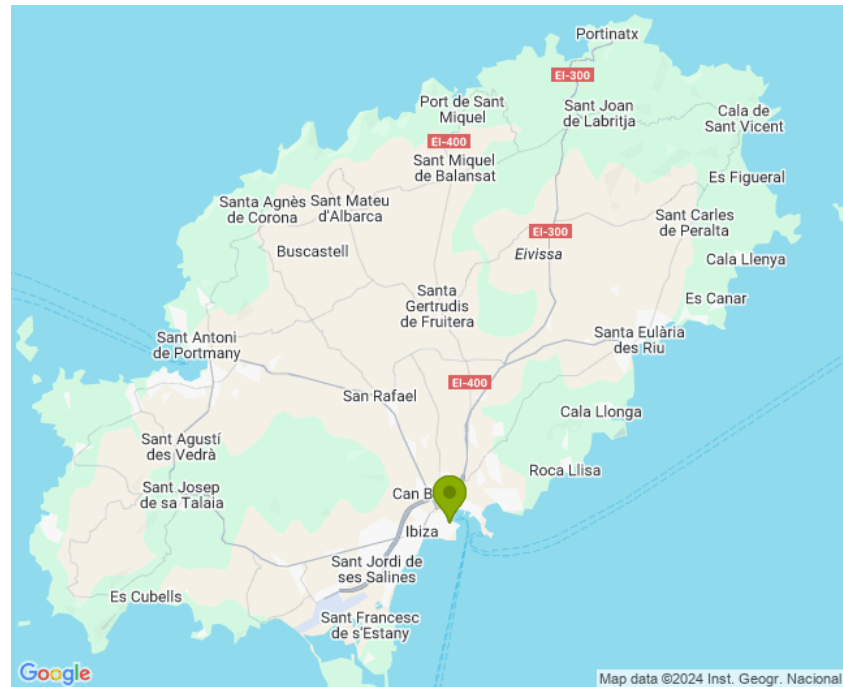 Portinatx
EI-300
Port de Sant
Miquel
Sant Joan
de Labritja
Cala de
Sant Vicent
EI-400
Sant Miquel
de Balansat
Es Figueral
Santa Agnès
de Corona
Sant Mateu
d'Albarca
Sant Carles
de Peralta
EI-300
Buscastell
Eivissa
Cala Llenya
Santa
Gertrudis
de Fruitera
Es Canar
Sant Antoni
de Portmany
Santa Eulària
des Riu
EI-400
San Rafael
Cala Llonga
Sant Agustí
des Vedrà
Roca Llisa
Sant Josep
de sa Talaia
Can B
Ibiza
Sant Jordi de
ses Salines
Es Cubells
Sant Francesc
de s'Estany
Google
Map data ©2024 Inst. Geogr. Nacional